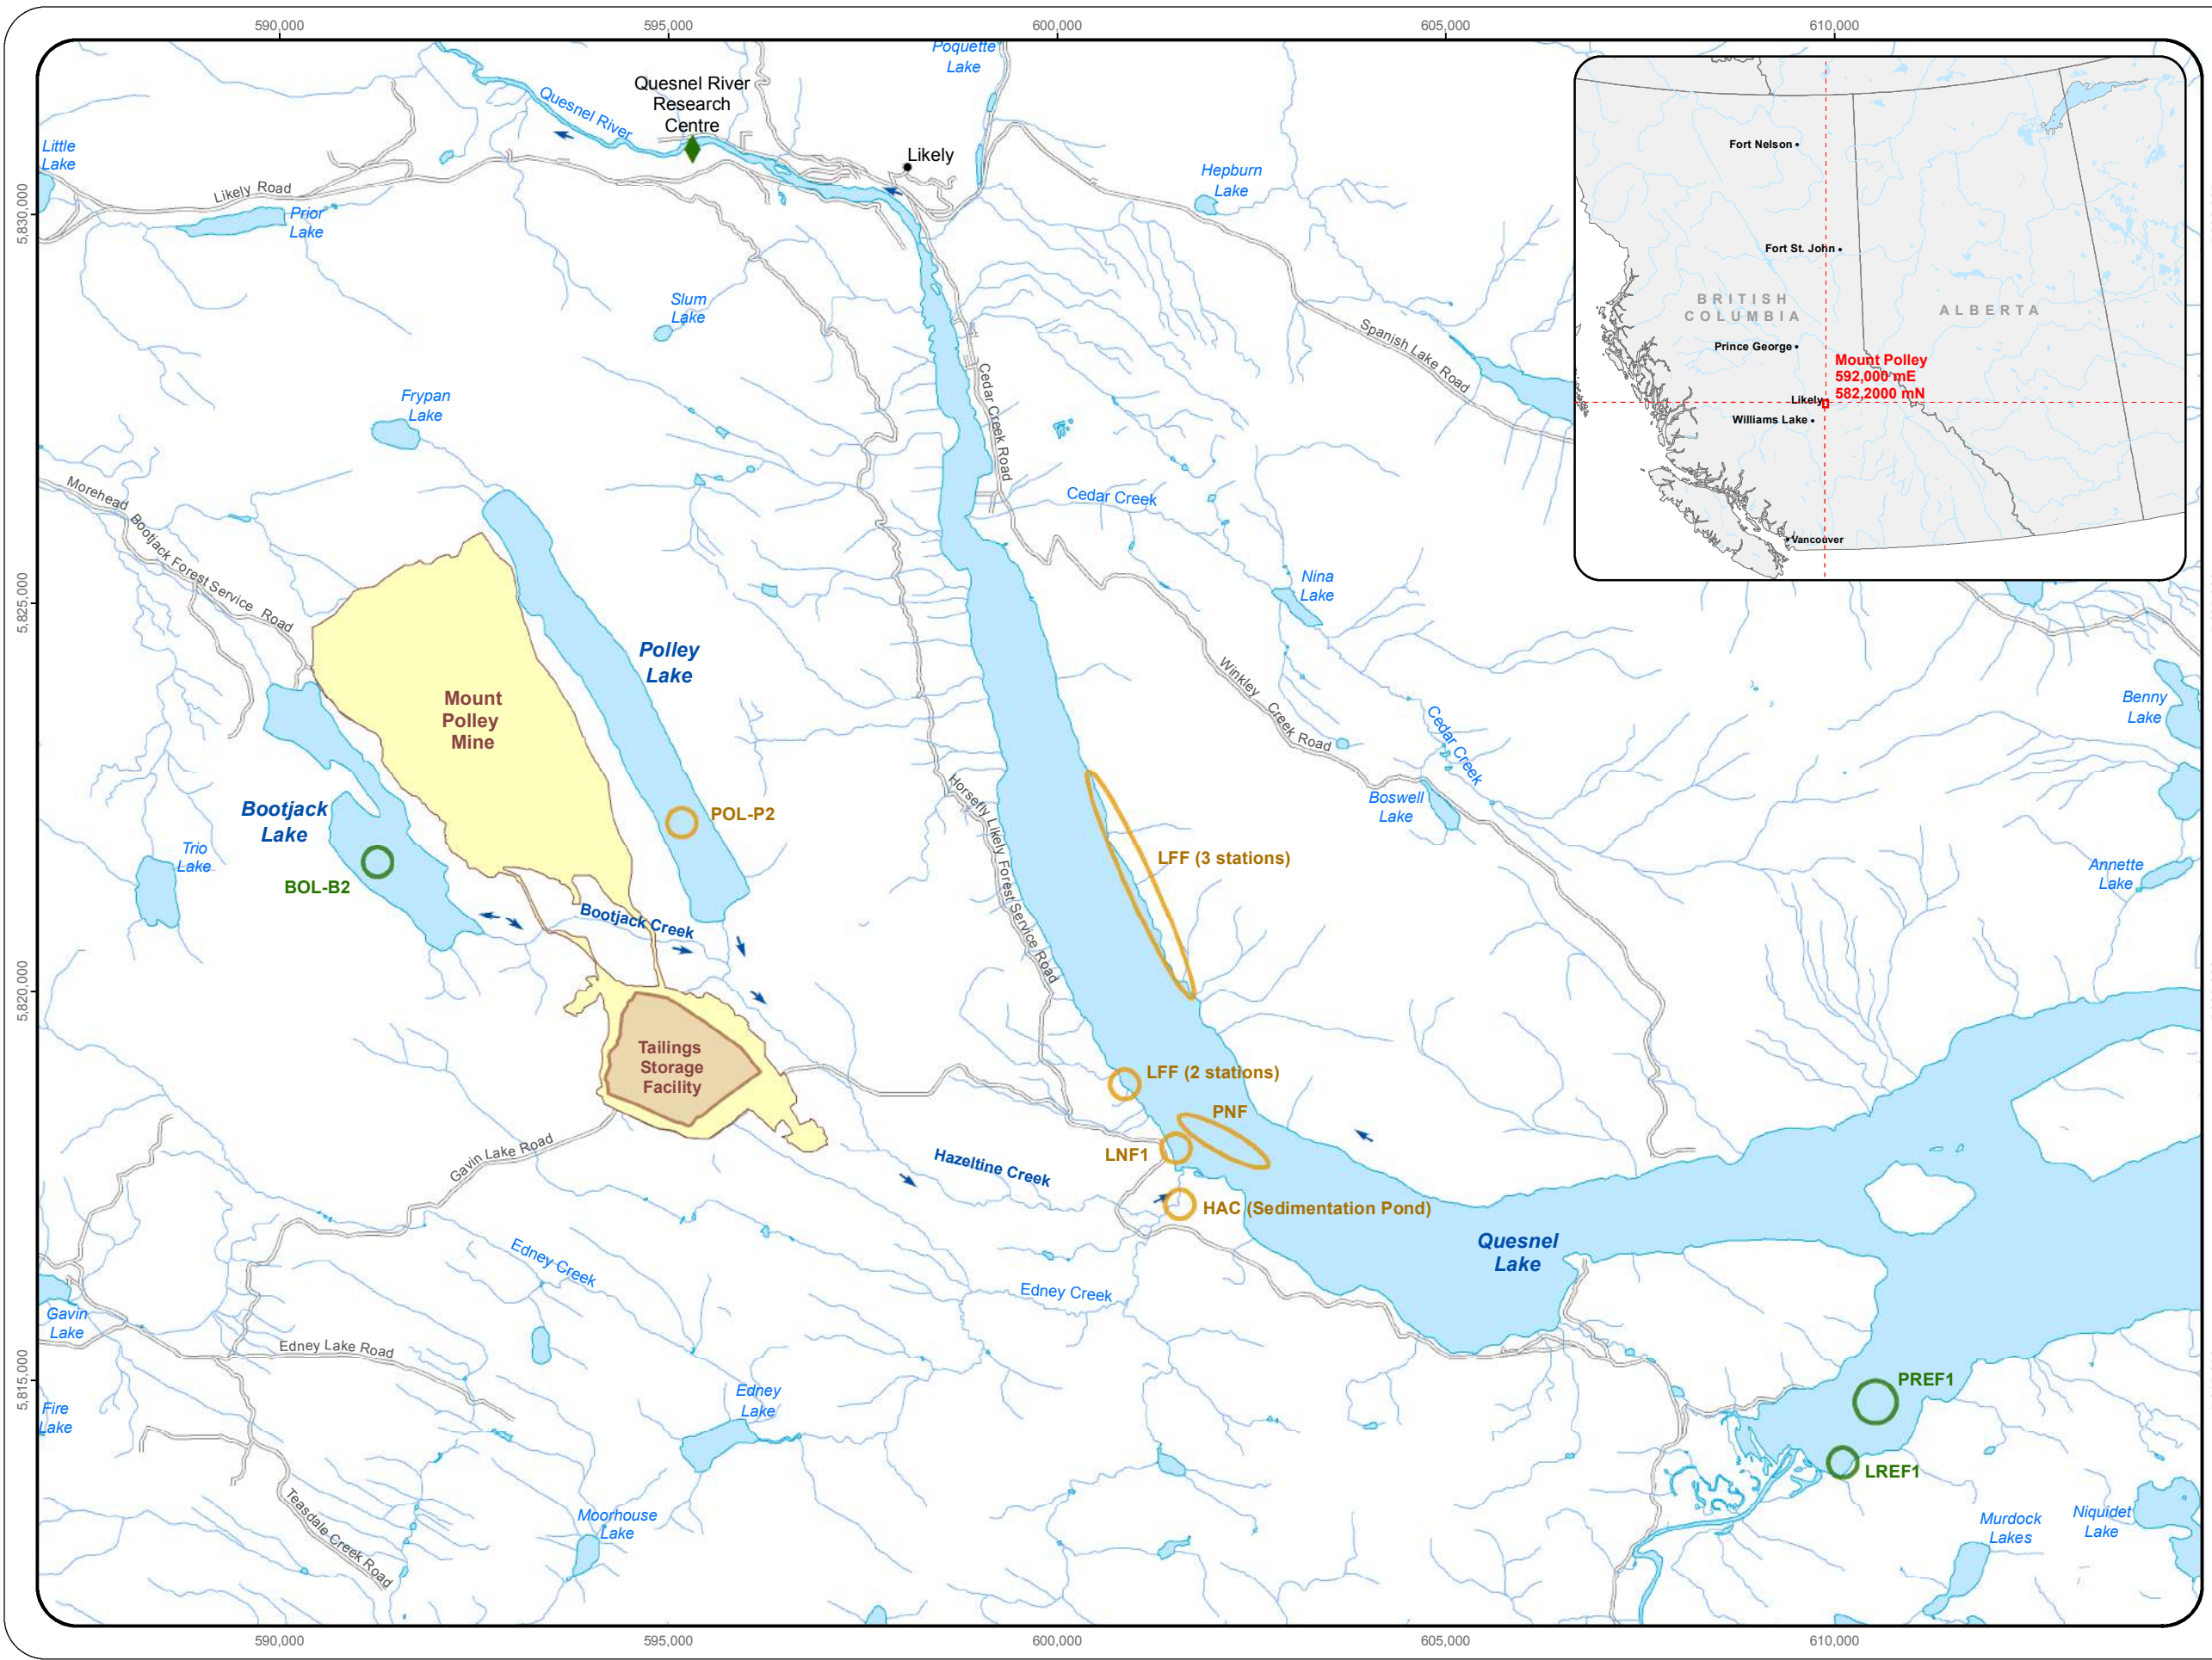 590,000
595,000
600,000
605,000
610,000
Poquette
Lake
Quesnel River
Research
Centre
Quesnel River
Little
Lake
Likely
Likely Road
Prior
Lake
Hepburn
Lake
5,830,000
Slum
Lake
Spanish Lake Road
Cedar Creek Road
Frypan
Lake
Morehead Bootjack Forest Service Road
Cedar Creek
Fort Nelson
Fort St. John
BRITISH
COLUMBIA
ALBERTA
Prince George
Mount Polley
592,000 mE
582,2000 mN
Likely
Williams Lake
Vancouver
5,825,000
Nina
Lake
Polley
Lake
Mount
Polley
Mine
Winkley Creek Road
Cedar Creek
Benny
Lake
Bootjack
Lake
POL-P2
Horsefly Likely Forest Service Road
Boswell
Lake
Trio
Lake
BOL-B2
LFF (3 stations)
Annette
Lake
Bootjack Creek
5,820,000
Tailings
Storage
Facility
LFF (2 stations)
PNF
LNF1
Gavin Lake Road
Hazeltine Creek
HAC (Sedimentation Pond)
Quesnel
Lake
Edney Creek
Edney Creek
Gavin
Lake
Edney Lake Road
5,815,000
Fire
Lake
Edney
Lake
PREF1
LREF1
Teasdale Creek Road
Moorhouse
Lake
Murdock
Lakes
Niquidet
Lake
590,000
595,000
600,000
605,000
610,000